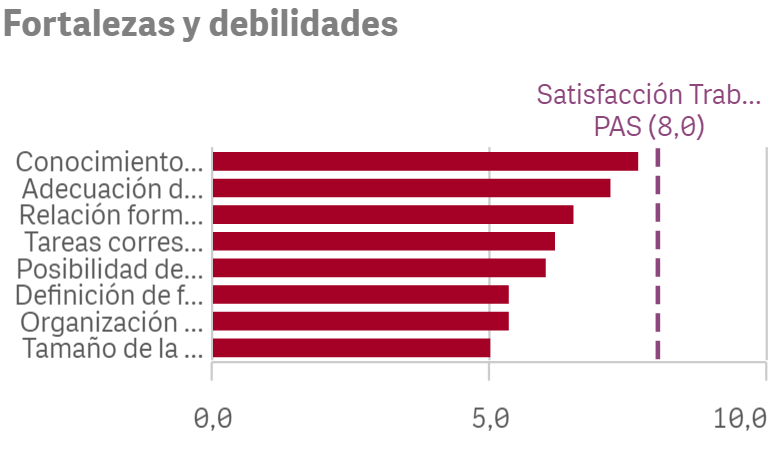 Fortalezas y debilidades
Satisfacción Trab...
PAS (8,0)
Conocimiento...
Adecuación d...
Relación form...
Tareas corres...
Posibilidad de...
Definición de f...
Organización ...
Tamaño de la ...
0,0
5,0
10,0